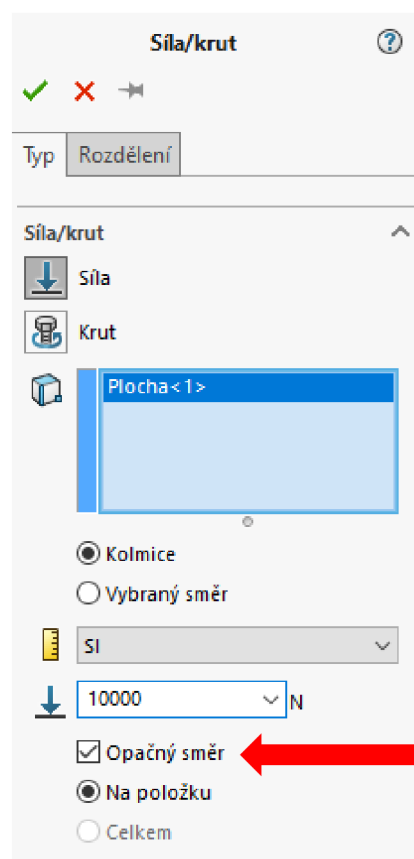 Síla/krut
Typ Rozdělení
Síla/krut
Síla
Krut
Plocha<1>
Kolmice
Vybraný směr
SI
10000 N
Opačný směr
Na položku
Celkem